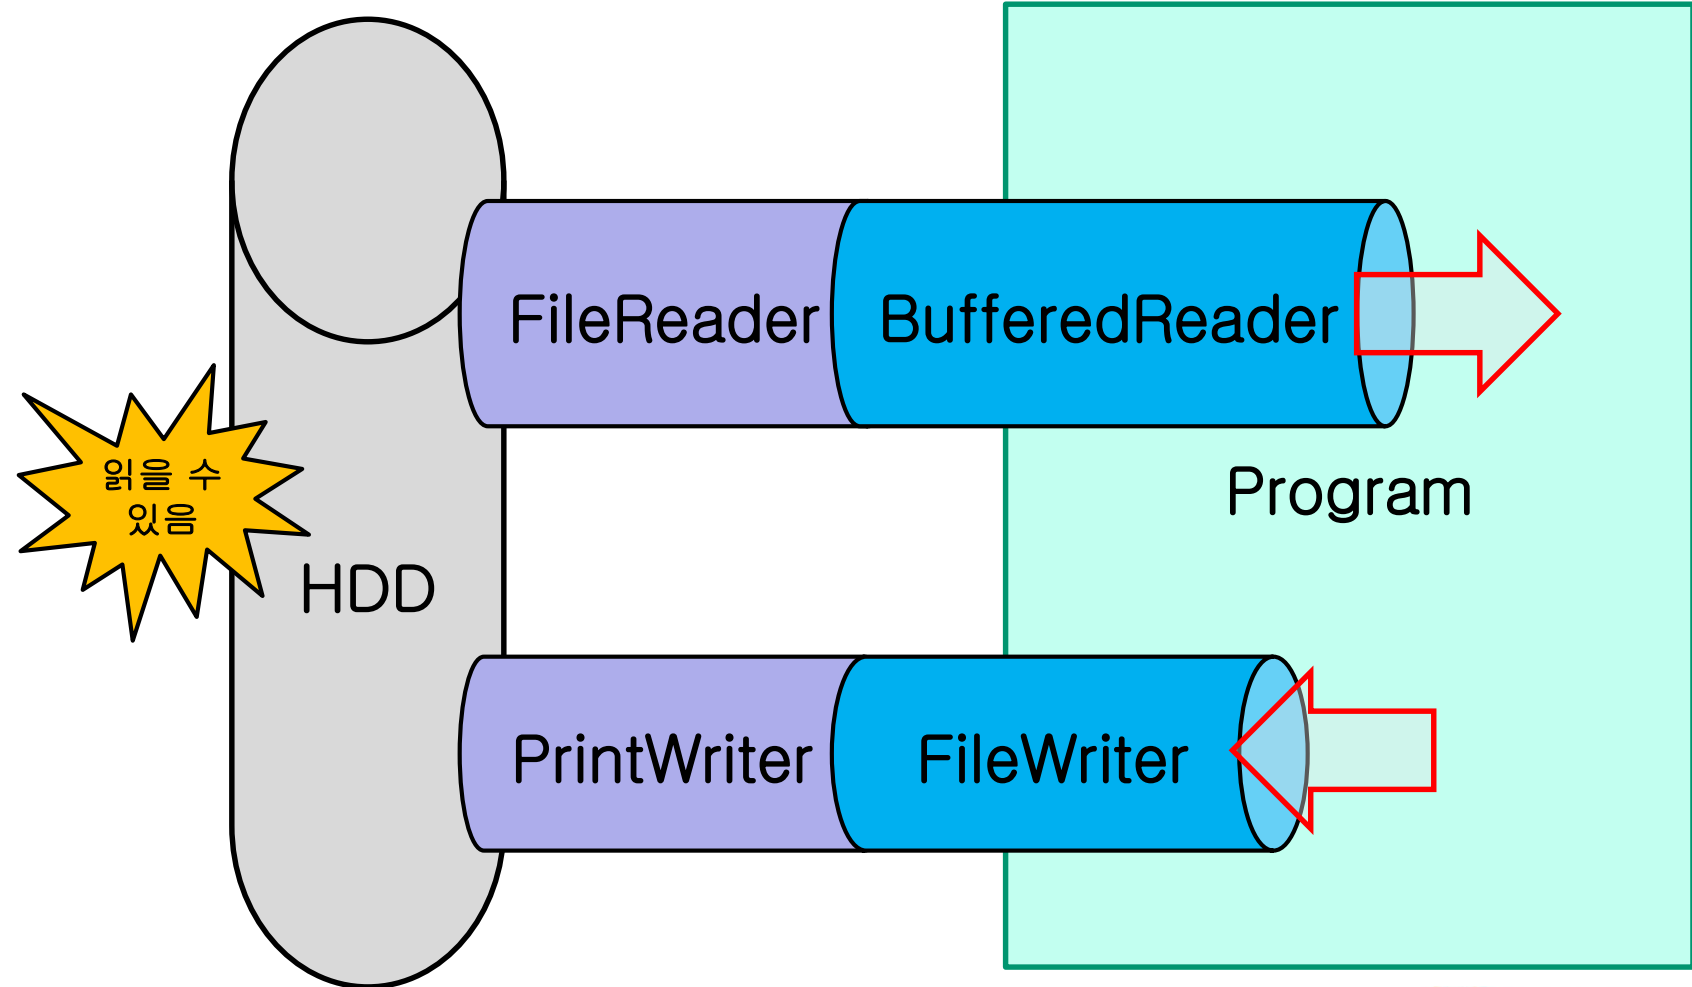 FileReader
BufferedReader
읽을 수
있음
Program
HDD
PrintWriter
FileWriter